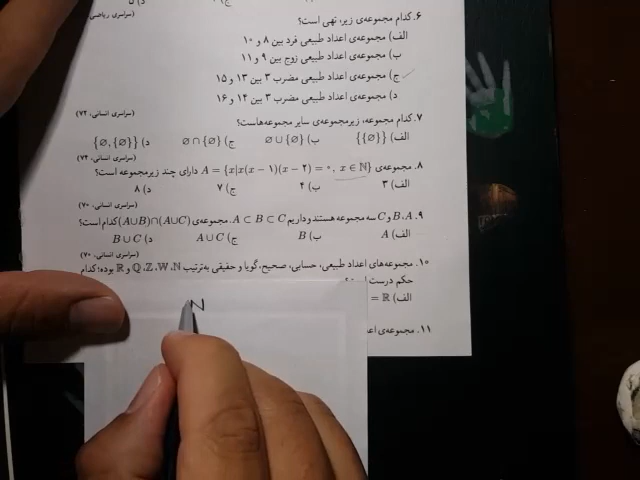 (سراسری ریاضی
۶. کدام مجموعه‌ی زیر، تهی است؟
الف) مجموعه‌ی اعداد طبیعی فرد بین ۸ و ۱۰
ب) مجموعه‌ی اعداد طبیعی زوج بین ۹ و ۱۱
ج) مجموعه‌ی اعداد طبیعی مضرب ۳ بین ۱۳ و ۱۵
د) مجموعه‌ی اعداد طبیعی مضرب ۳ بین ۱۴ و ۱۶
(سراسری انسانی، ۷۲)
۷. کدام مجموعه، زیرمجموعه‌ی سایر مجموعه‌هاست؟
الف) {{∅}} ب) ∅ ∪ {∅} ج) ∅ ∩ {∅} د) {∅, {∅}}
(سراسری انسانی، ۷۴)
۸. مجموعه‌ی A = {x|x(x − ۱)(x − ۲) = ۰, x ∈ ℕ} دارای چند زیرمجموعه است؟
الف) ۳ ب) ۴ ج) ۷ د) ۸
(سراسری انسانی، ۷۰)
۹. A، B و C سه مجموعه هستند و داریم A ⊂ B ⊂ C. مجموعه‌ی (A∪B)∩(A∪C) کدام است؟
الف) A ب) B ج) A ∪ C د) B ∪ C
(سراسری انسانی، ۷۰)
۱۰. مجموعه‌های اعداد طبیعی، حسابی، صحیح، گویا و حقیقی به‌ترتیب ℕ، 𝕎، ℤ، ℚ و ℝ بوده؛ کدام
حکم درست
الف) = ℝ
۱۱. مجموعه‌ی
N